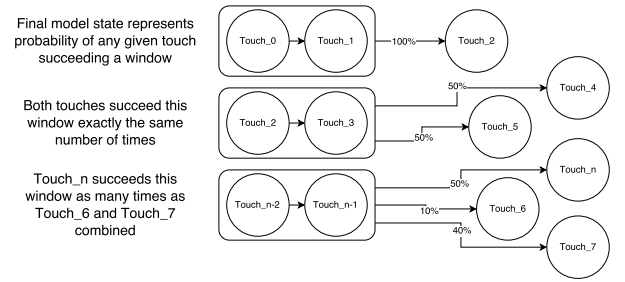 Final model state represents
probability of any given touch
succeeding a window
Touch_0
Touch_1
100%
Touch_2
Both touches succeed this
window exactly the same
number of times
Touch_2
Touch_3
50%
Touch_4
50%
Touch_5
Touch_n succeeds this
window as many times as
Touch_6 and Touch_7
combined
Touch_n-2
Touch_n-1
50%
Touch_n
10%
Touch_6
40%
Touch_7